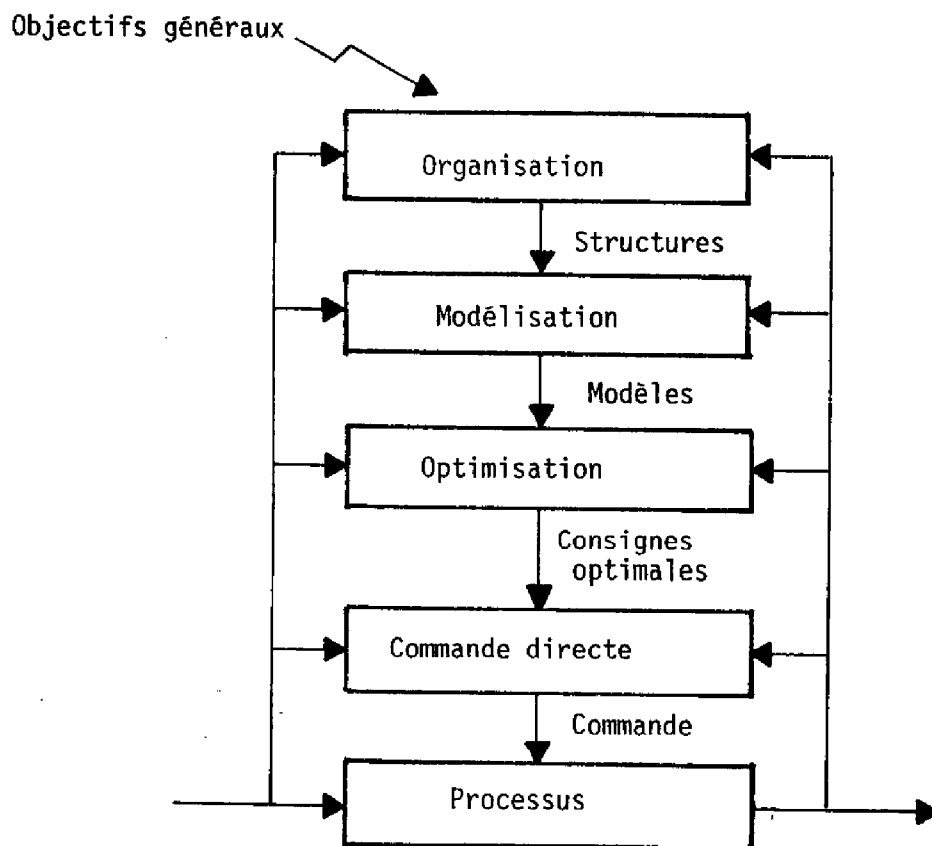 Objectifs généraux
Organisation
Structures
Modélisation
Modèles
Optimisation
Consignes
optimales
Commande directe
Commande
Processus